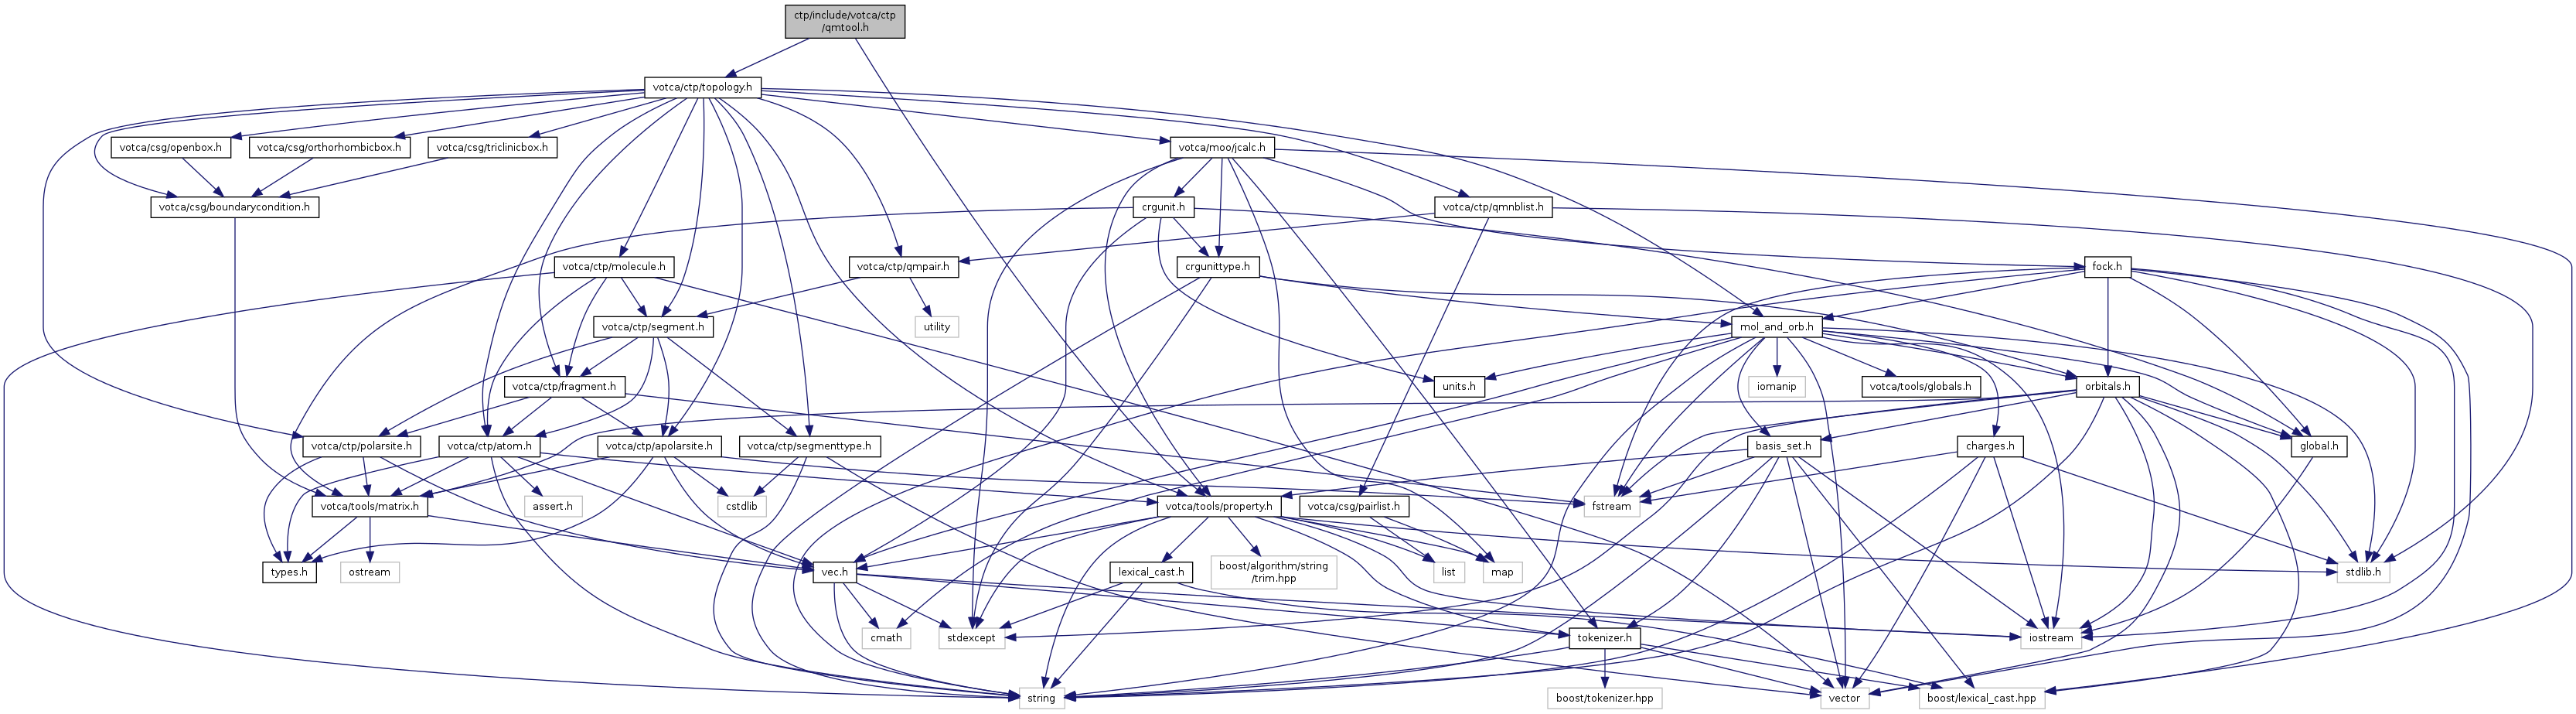 ctp/include/votca/ctp
/qmtool.h
votca/ctp/topology.h
votca/csg/openbox.h
votca/csg/orthorhombicbox.h
votca/csg/triclinicbox.h
votca/moo/jcalc.h
votca/csg/boundarycondition.h
crgunit.h
votca/ctp/qmnblist.h
votca/ctp/molecule.h
votca/ctp/qmpair.h
crgunittype.h
fock.h
votca/ctp/segment.h
utility
mol_and_orb.h
votca/ctp/fragment.h
units.h
iomanip
votca/tools/globals.h
orbitals.h
votca/ctp/polarsite.h
votca/ctp/atom.h
votca/ctp/apolarsite.h
votca/ctp/segmenttype.h
basis_set.h
charges.h
global.h
votca/tools/matrix.h
assert.h
cstdlib
votca/tools/property.h
votca/csg/pairlist.h
fstream
types.h
ostream
vec.h
lexical_cast.h
boost/algorithm/string
/trim.hpp
list
map
stdlib.h
cmath
stdexcept
tokenizer.h
iostream
string
boost/tokenizer.hpp
vector
boost/lexical_cast.hpp